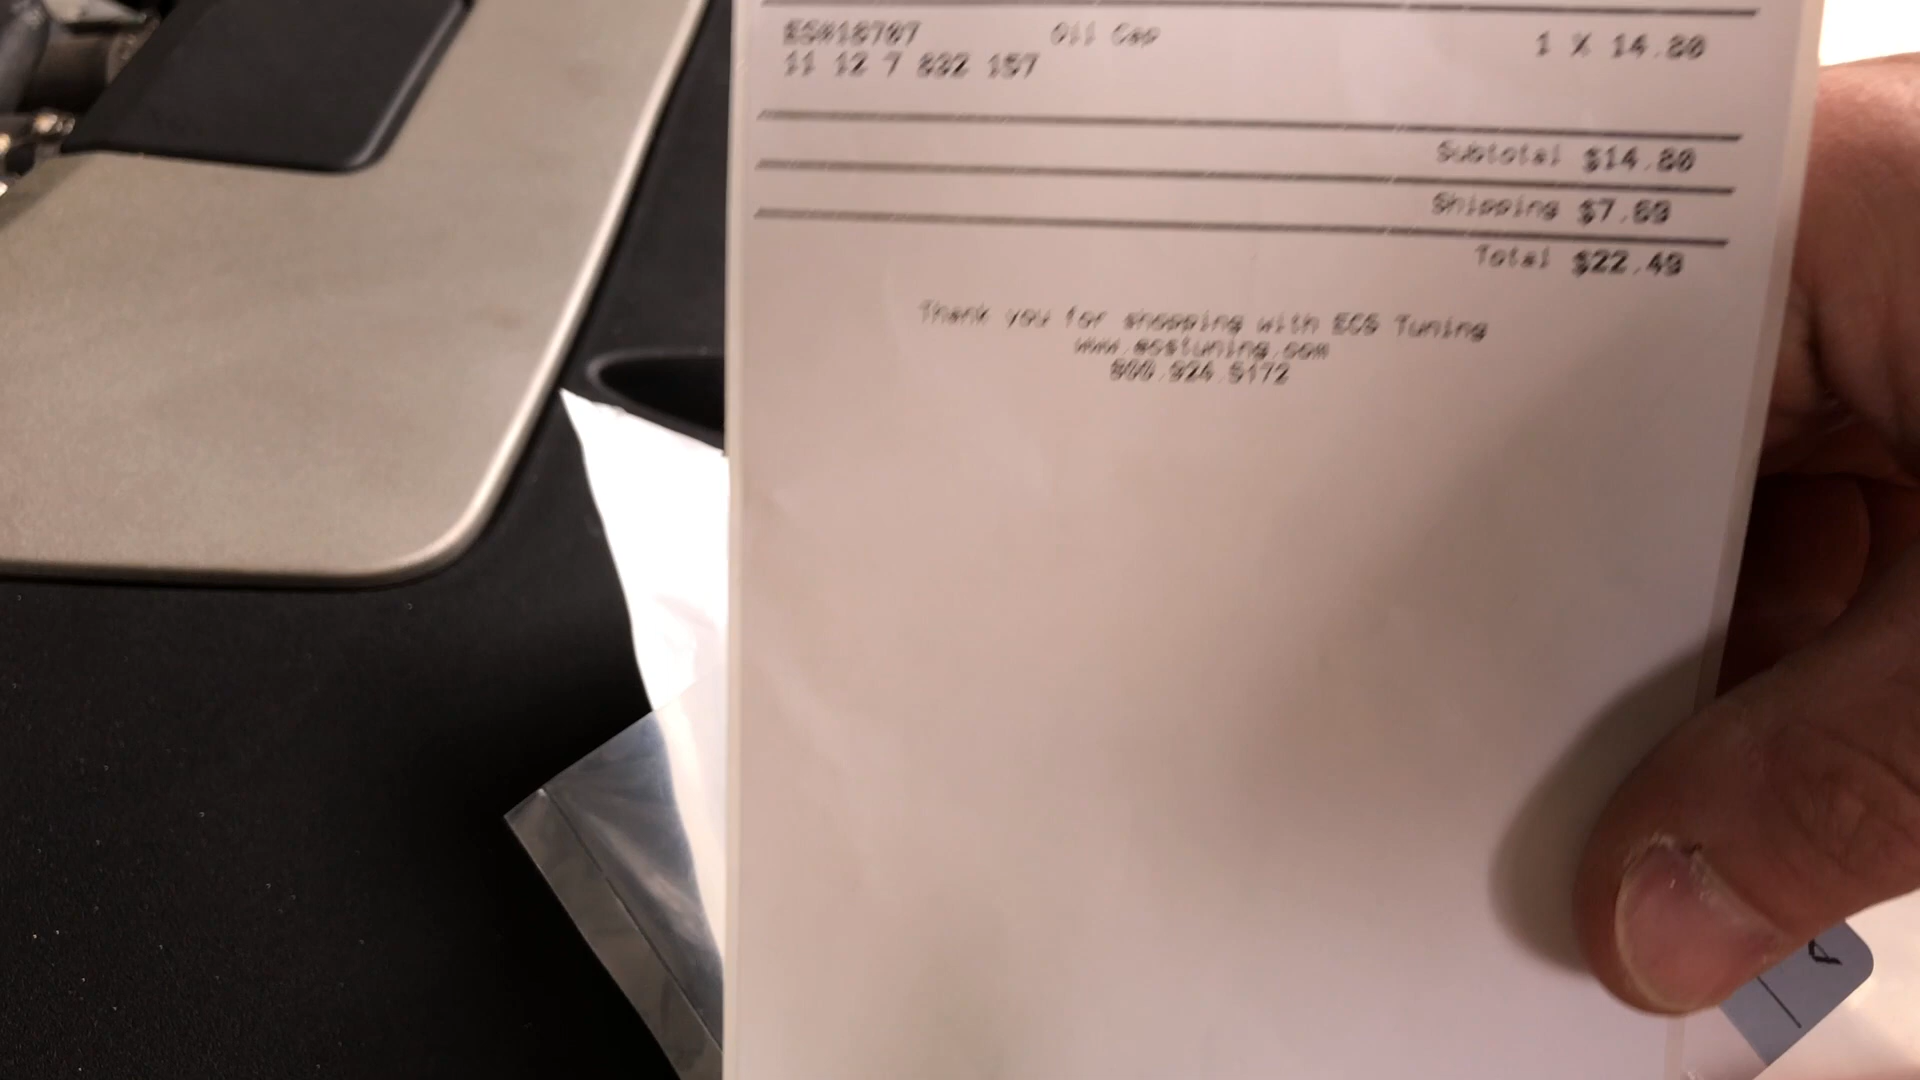 ES#18707 Oil Cap 1 X 14.80
11 12 7 832 157
Subtotal $14.80
Shipping $7.69
Total $22.49
Thank you for shopping with ECS Tuning
www.ecstuning.com
800.924.5172